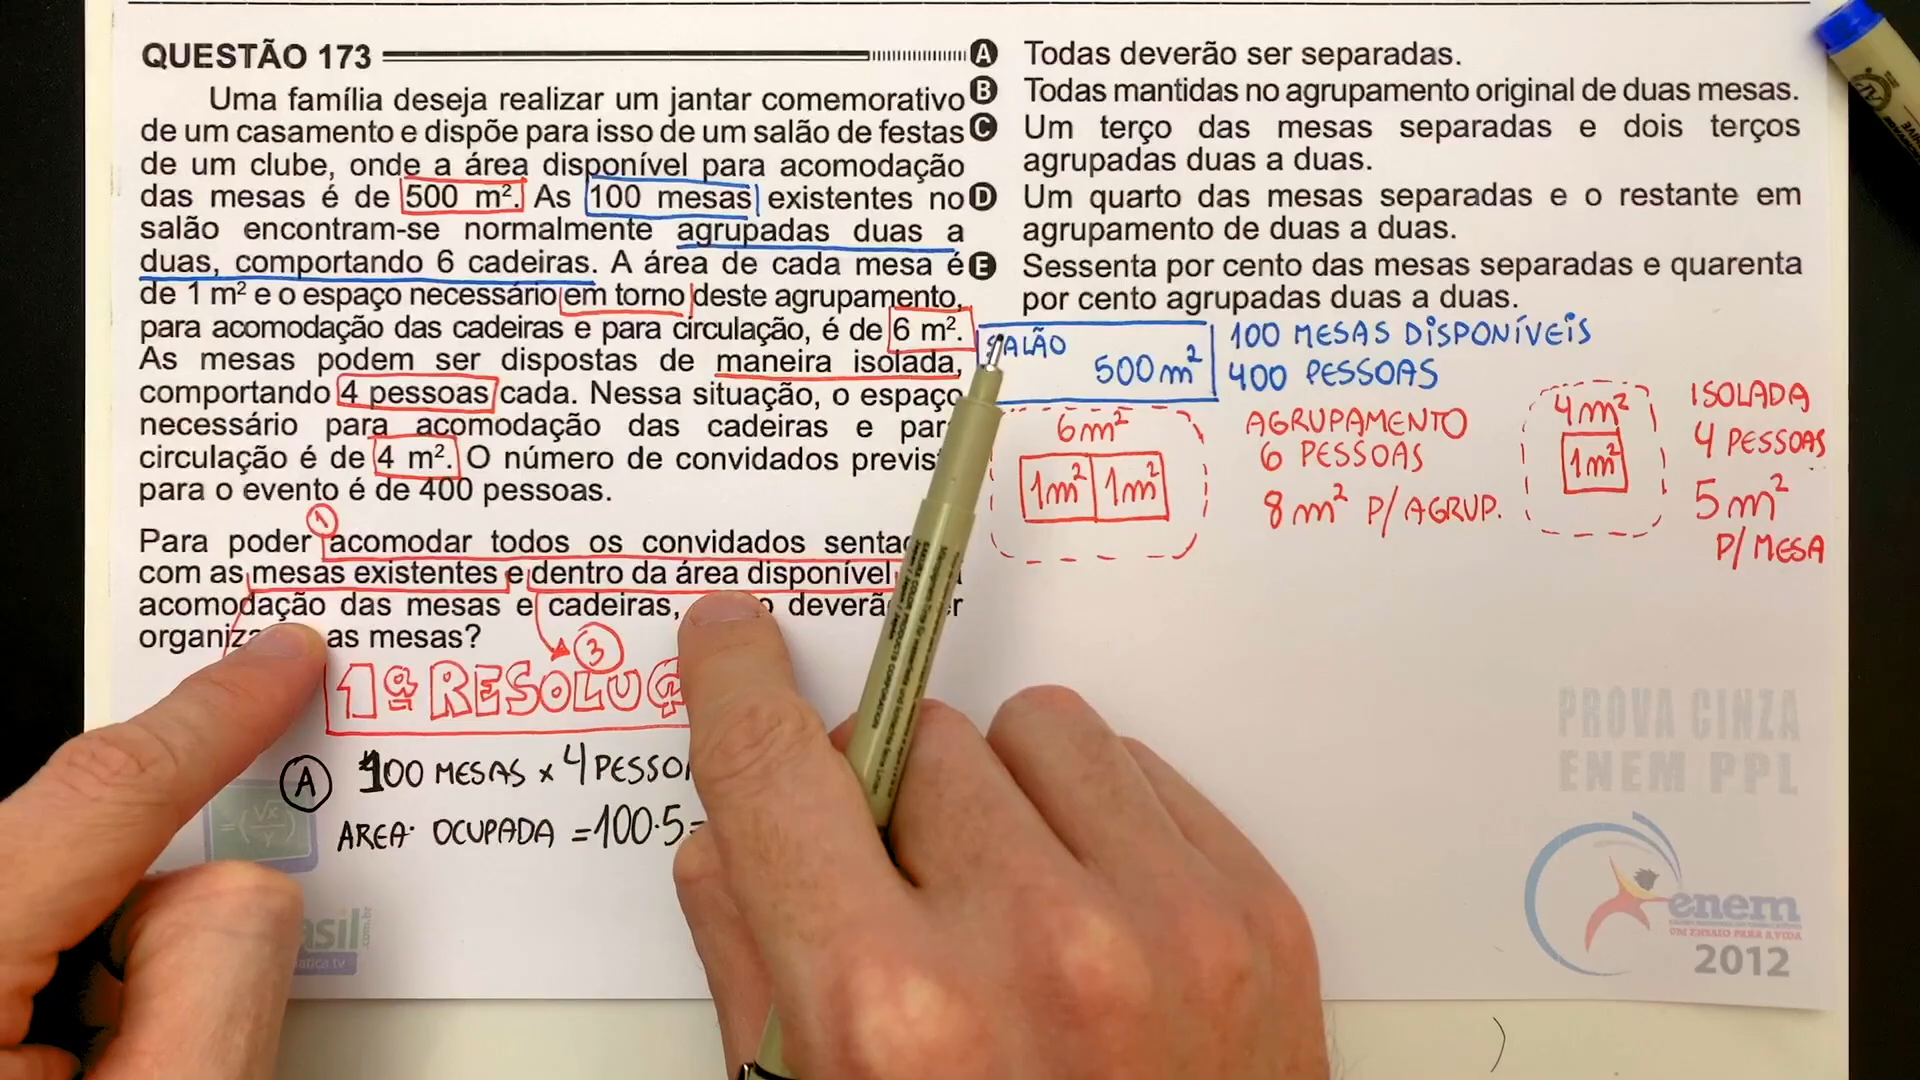 QUESTÃO 173
Uma família deseja realizar um jantar comemorativo
de um casamento e dispõe para isso de um salão de festas
de um clube, onde a área disponível para acomodação
das mesas é de 500 m². As 100 mesas existentes no
salão encontram-se normalmente agrupadas duas a
duas, comportando 6 cadeiras. A área de cada mesa é
de 1 m² e o espaço necessário em torno deste agrupamento,
para acomodação das cadeiras e para circulação, é de 6 m².
As mesas podem ser dispostas de maneira isolada,
comportando 4 pessoas cada. Nessa situação, o espaço
necessário para acomodação das cadeiras e
circulação é de 4 m². O número de convidados
para o evento é de 400 pessoas.
1
Para poder acomodar todos os convidados
com as mesas existentes e dentro da área disponível
acomodação das mesas e cadeiras,
as mesas?
3
1ª
A 100 MESAS x 4
AREA OCUPADA = 100·5=
A Todas deverão ser separadas.
B Todas mantidas no agrupamento original de duas mesas.
C Um terço das mesas separadas e dois terços
agrupadas duas a duas.
D Um quarto das mesas separadas e o restante em
agrupamento de duas a duas.
E Sessenta por cento das mesas separadas e quarenta
por cento agrupadas duas a duas.
SALÃO
500m²
100 MESAS DISPONÍVEIS
400 PESSOAS
6m²
1m² 1m²
AGRUPAMENTO
6 PESSOAS
8m² P/ AGRUP.
4m²
1m²
ISOLADA
4 PESSOAS
5m²
P/ MESA
PROVA CINZA
ENEM PPL
enem
UM ENSAIO PARA A VIDA
2012